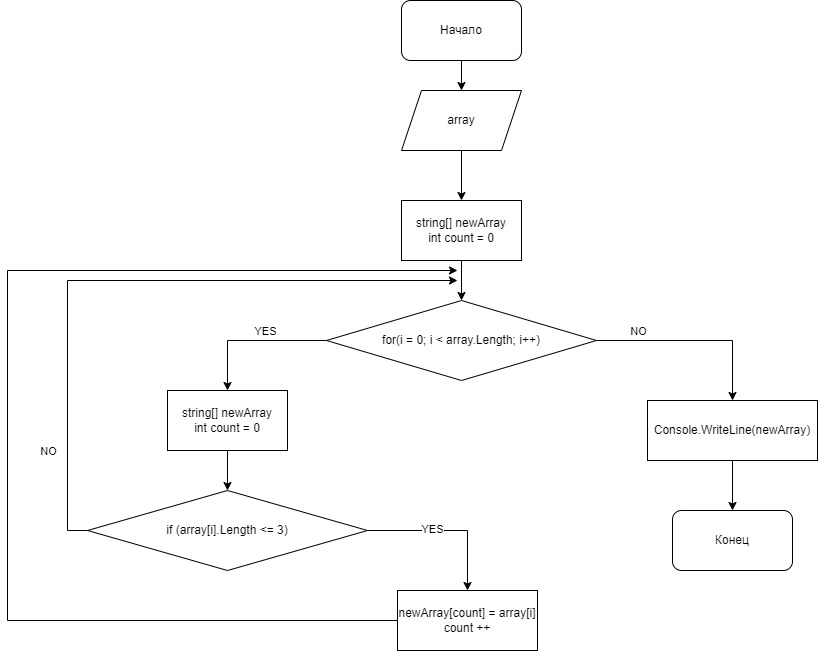 Начало
array
string[] newArray
int count = 0
for(i = 0; i < array.Length; i++)
YES
NO
string[] newArray
int count = 0
Console.WriteLine(newArray)
NO
if (array[i].Length <= 3)
YES
Конец
newArray[count] = array[i]
count ++